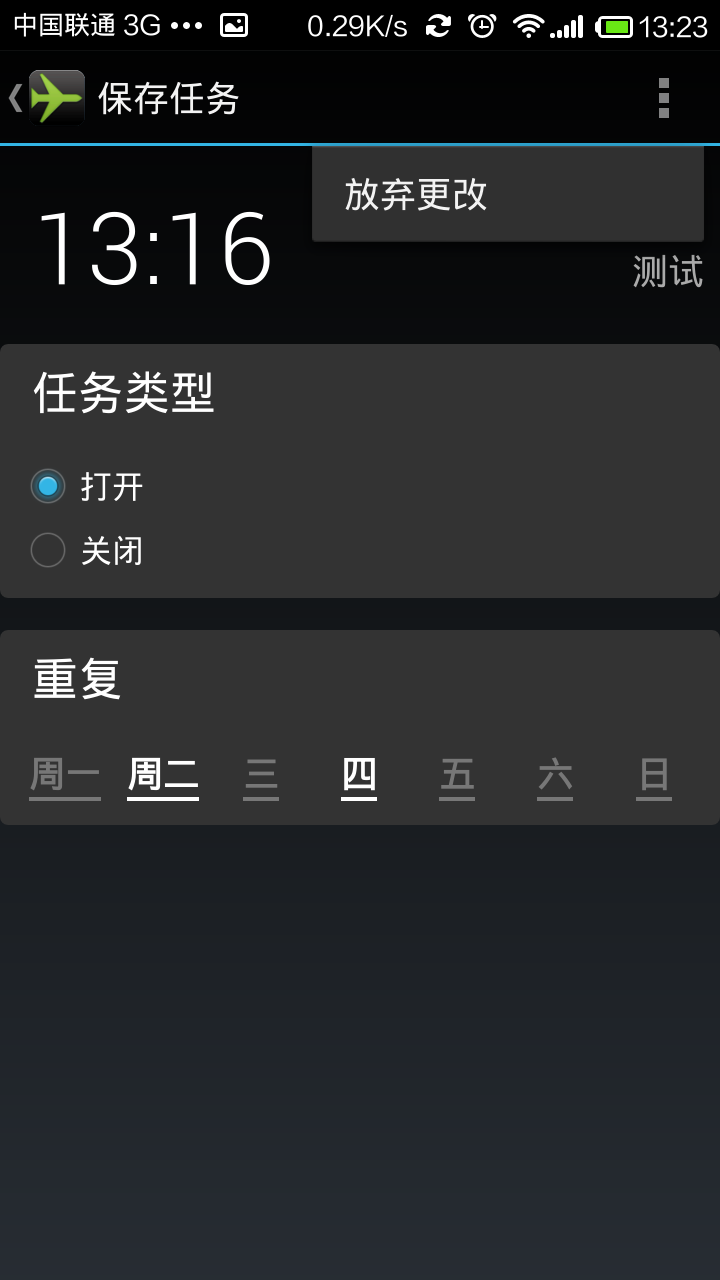 中国联通 3G ••• 0.29K/s 13:23
保存任务
放弃更改
13:16
测试
任务类型
打开
关闭
重复
周一 周二 三 四 五 六 日